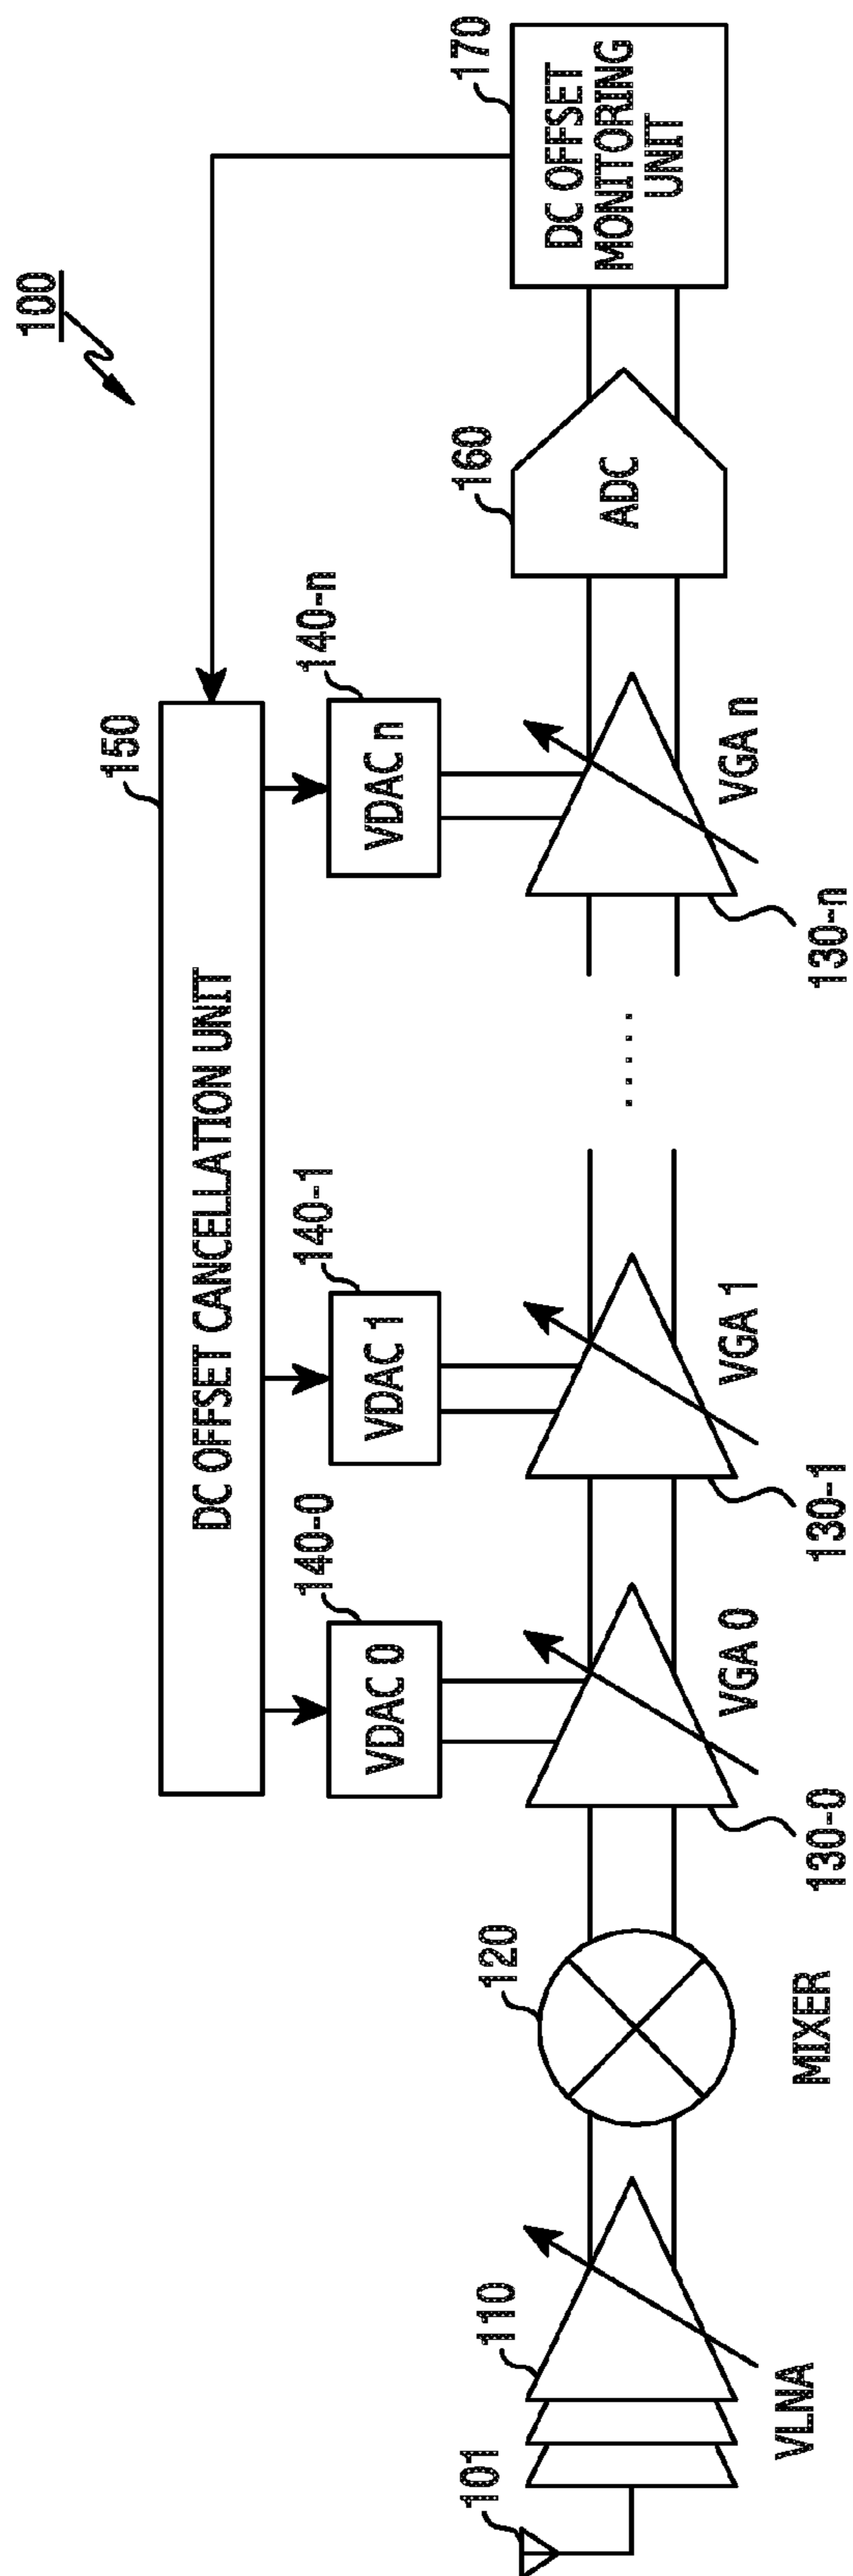 100
150
DC OFFSET CANCELLATION UNIT
140-0
140-1
140-n
VDAC 0
VDAC 1
VDAC n
101
110
120
160
170
ADC
DC OFFSET
MONITORING
UNIT
VLNA
MIXER
VGA 0
VGA 1
VGA n
130-0
130-1
130-n